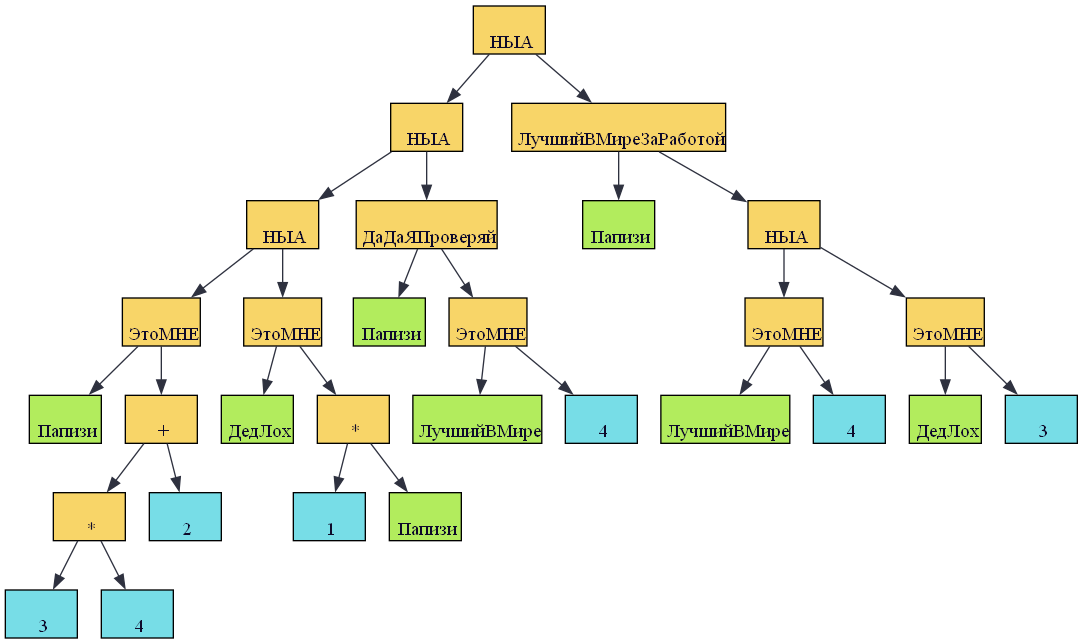 НЫА
НЫА
ЛучшийВМиреЗаРаботой
НЫА
ДаДаЯПроверяй
Папизи
НЫА
ЭтоМНЕ
ЭтоМНЕ
Папизи
ЭтоМНЕ
ЭтоМНЕ
ЭтоМНЕ
Папизи
+
ДедЛох
*
ЛучшийВМире
4
ЛучшийВМире
4
ДедЛох
3
*
2
1
Папизи
3
4